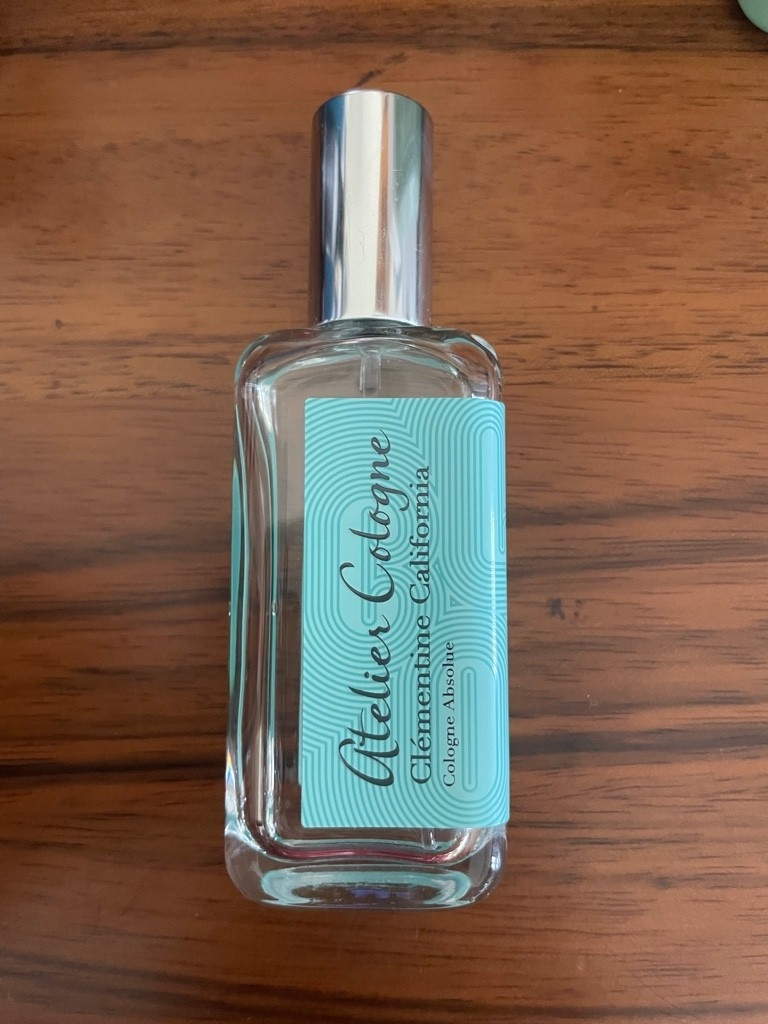 Atelier Cologne
Clémentine California
Cologne Absolue